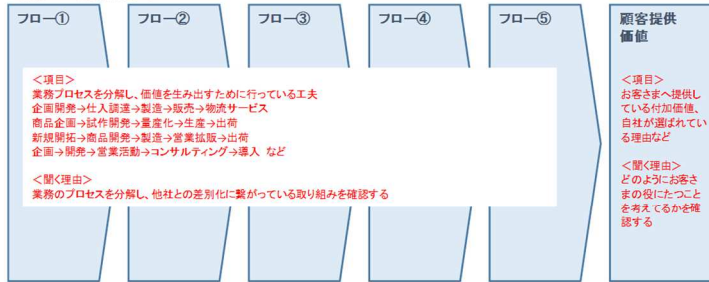 フロー①
フロー②
フロー③
フロー④
フロー⑤
顧客提供
価値
＜項目＞
業務プロセスを分解し、価値を生み出すために行っている工夫
企画開発→仕入調達→製造→販売→物流サービス
商品企画→試作開発→量産化→生産→出荷
新規開拓→商品開発→製造→営業拡販→出荷
企画→開発→営業活動→コンサルティング→導入 など
＜聞く理由＞
業務のプロセスを分解し、他社との差別化に繋がっている取り組みを確認する
＜項目＞
お客さまへ提供し
ている付加価値、
自社が選ばれてい
る理由など
＜聞く理由＞
どのようにお客さ
まの役にたつこと
を考えてるかを確
認する